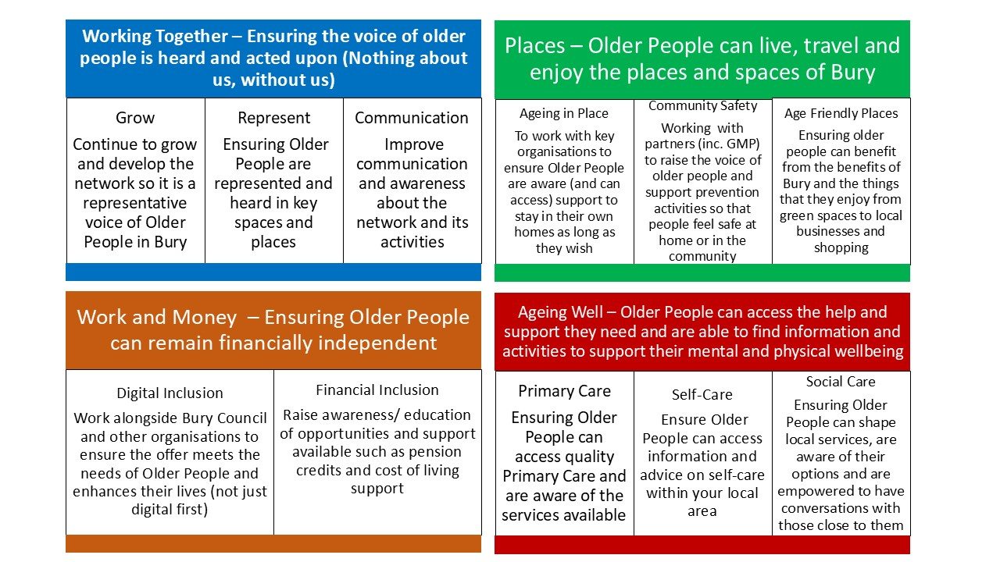 Working Together – Ensuring the voice of older
people is heard and acted upon (Nothing about
us, without us)
Grow
Continue to grow
and develop the
network so it is a
representative
voice of Older
People in Bury
Represent
Ensuring Older
People are
represented and
heard in key
spaces and
places
Communication
Improve
communication
and awareness
about the
network and its
activities
Places – Older People can live, travel and
enjoy the places and spaces of Bury
Ageing in Place
To work with key
organisations to
ensure Older People
are aware (and can
access) support to
stay in their own
homes as long as
they wish
Community Safety
Working with
partners (inc. GMP)
to raise the voice of
older people and
support prevention
activities so that
people feel safe at
home or in the
community
Age Friendly Places
Ensuring older
people can benefit
from the benefits of
Bury and the things
that they enjoy from
green spaces to local
businesses and
shopping
Work and Money – Ensuring Older People
can remain financially independent
Digital Inclusion
Work alongside Bury Council
and other organisations to
ensure the offer meets the
needs of Older People and
enhances their lives (not just
digital first)
Financial Inclusion
Raise awareness/ education
of opportunities and support
available such as pension
credits and cost of living
support
Ageing Well – Older People can access the help and
support they need and are able to find information and
activities to support their mental and physical wellbeing
Primary Care
Ensuring Older
People can
access quality
Primary Care and
are aware of the
services available
Self-Care
Ensure Older
People can access
information and
advice on self-care
within your local
area
Social Care
Ensuring Older
People can shape
local services, are
aware of their
options and are
empowered to have
conversations with
those close to them